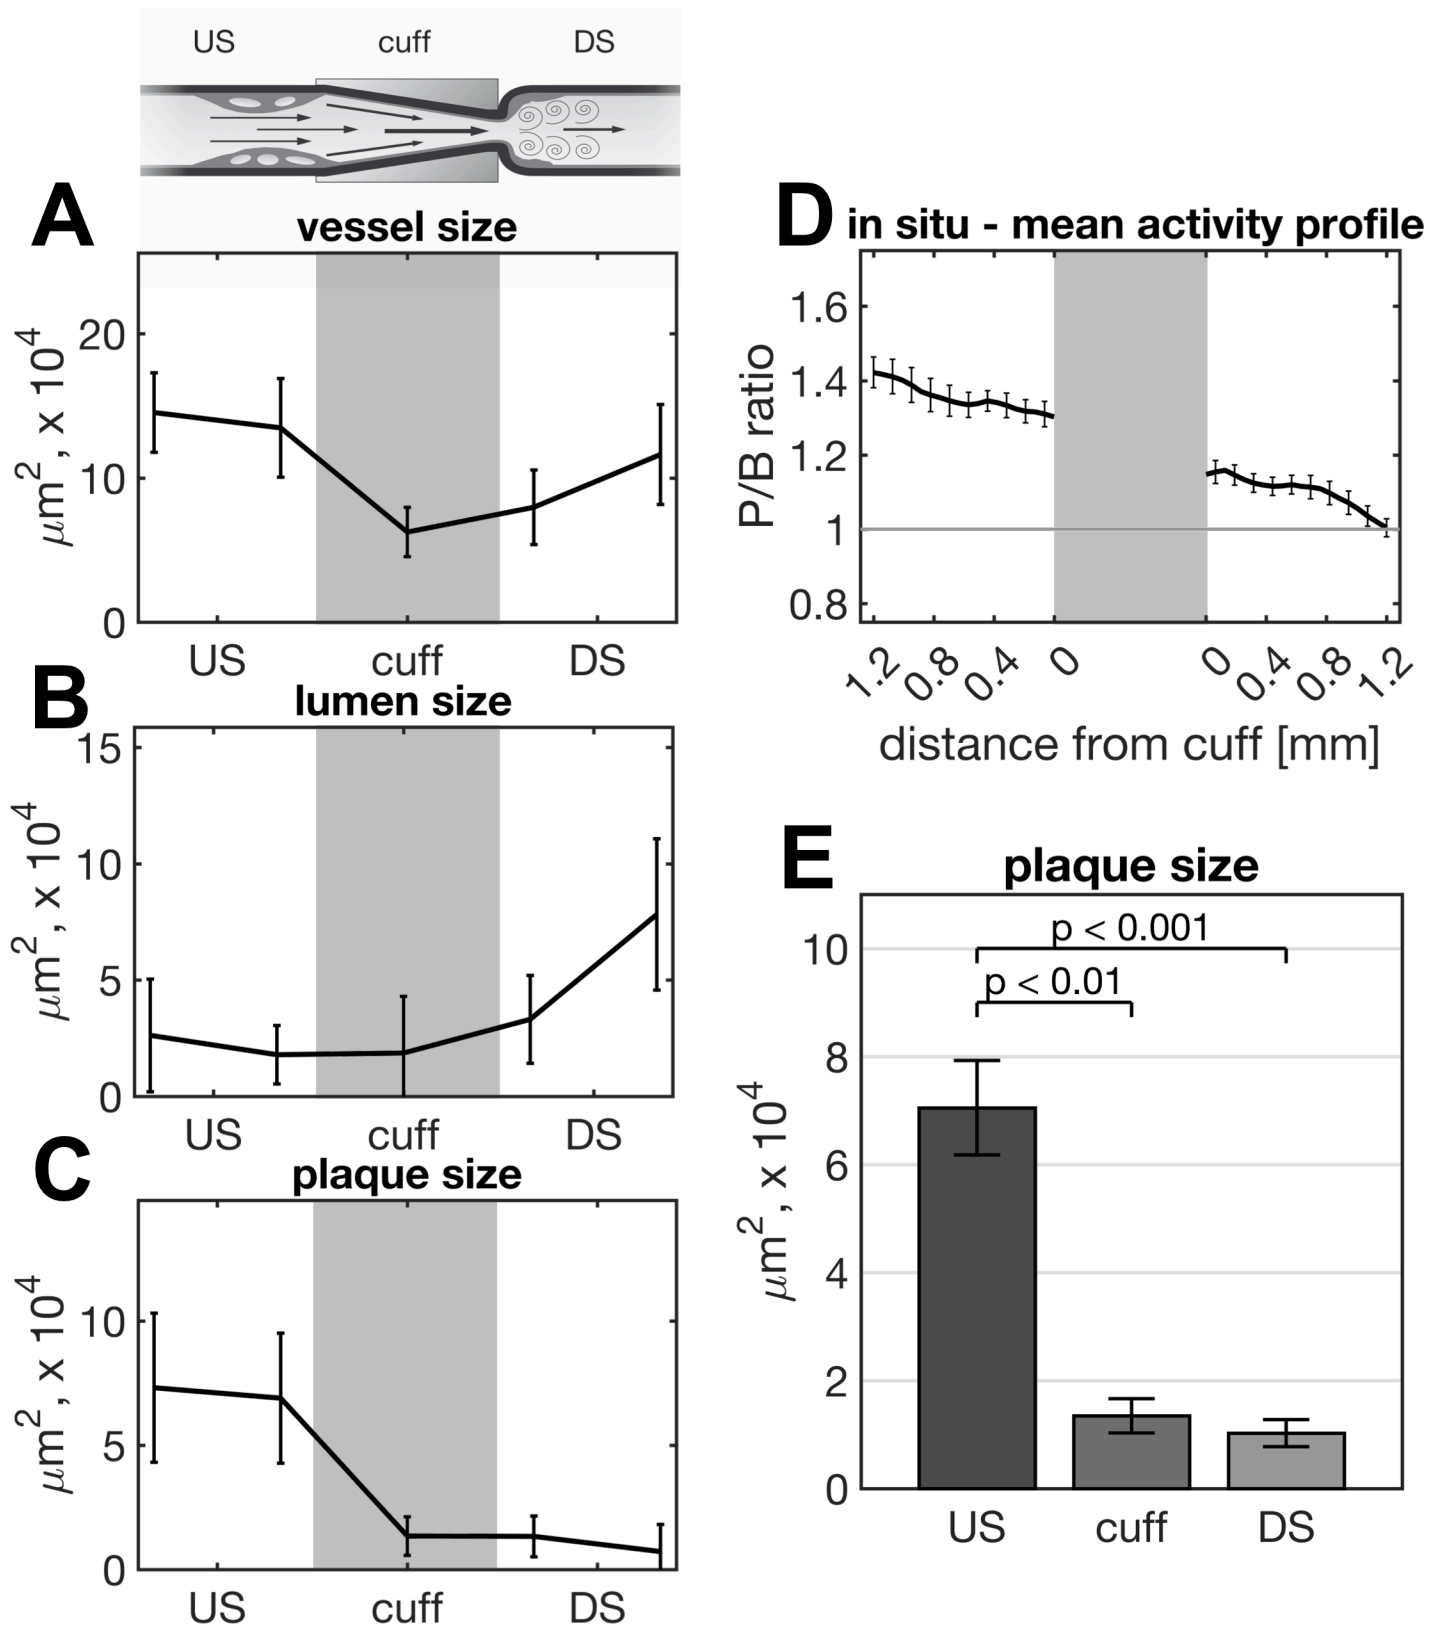 US cuff DS
A
vessel size
μm², x 10⁴
20
10
0
US cuff DS
B
lumen size
μm², x 10⁴
15
10
5
0
US cuff DS
C
plaque size
μm², x 10⁴
10
5
0
US cuff DS
D
in situ - mean activity profile
P/B ratio
1.6
1.4
1.2
1
0.8
1.2 0.8 0.4 0 0 0.4 0.8 1.2
distance from cuff [mm]
E
plaque size
μm², x 10⁴
p < 0.001
p < 0.01
10
8
6
4
2
0
US cuff DS